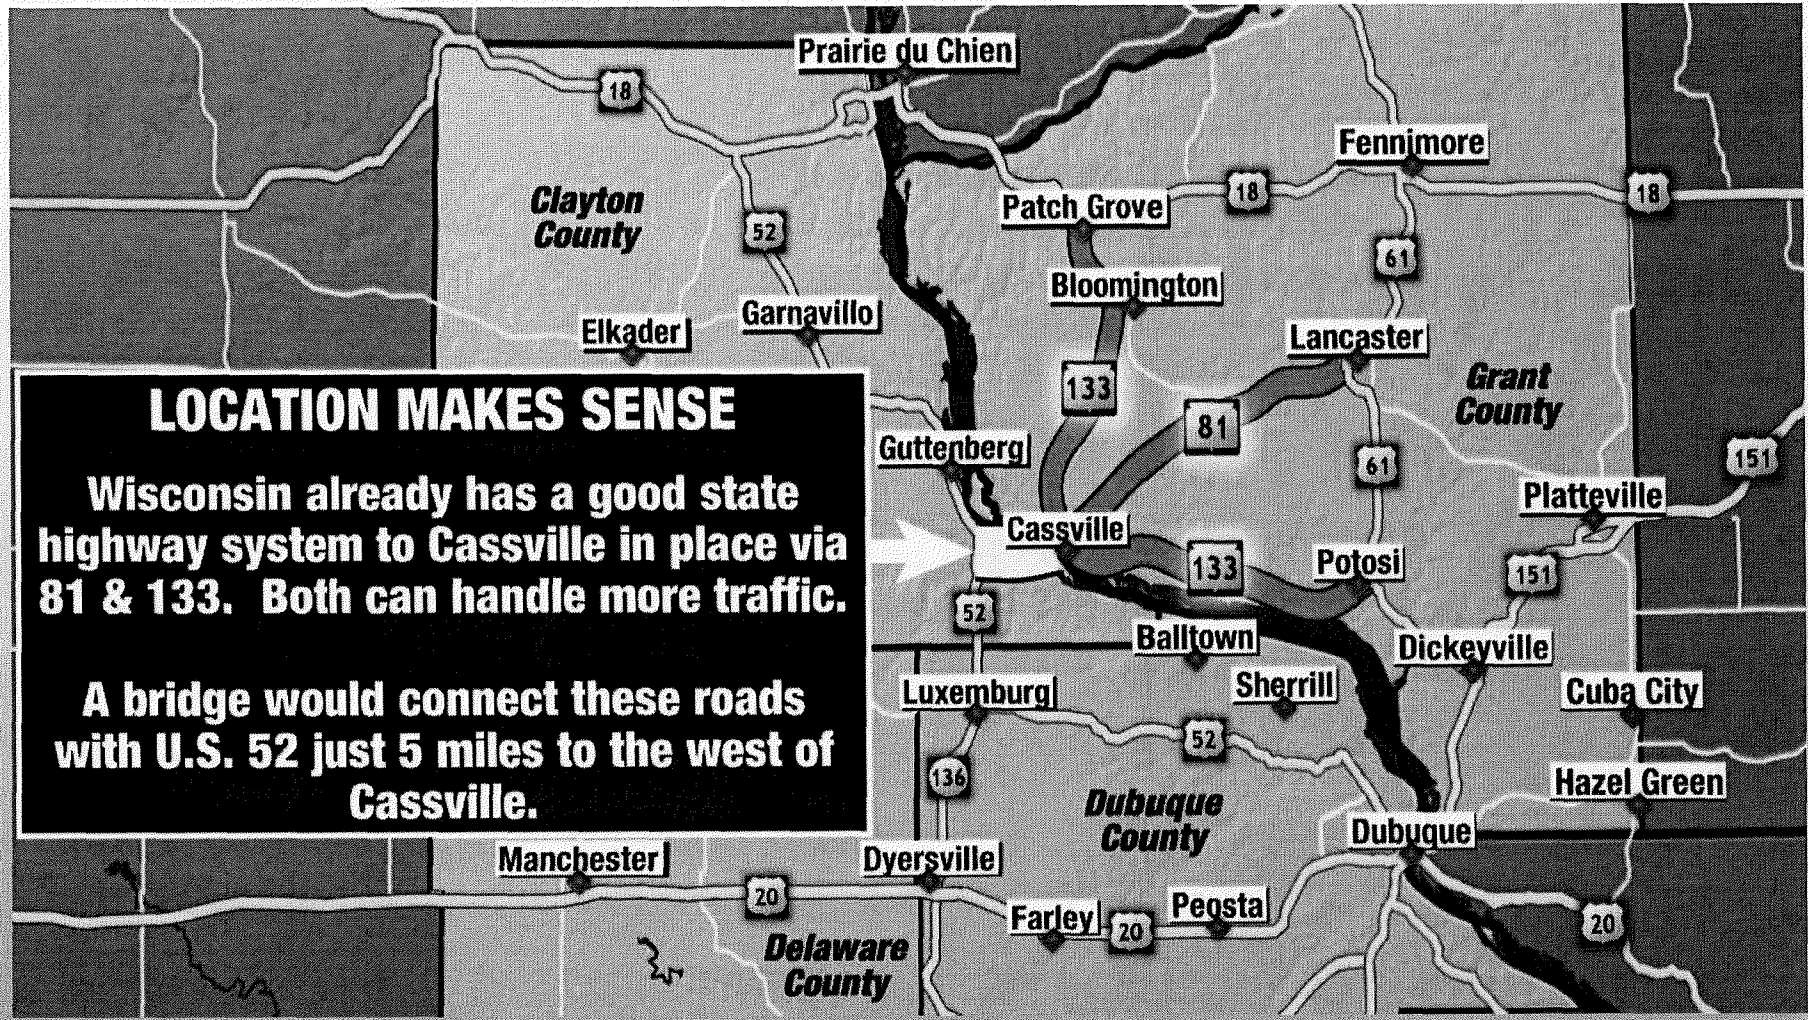 Prairie du Chien
18
Fennimore
Clayton
County
18
18
Patch Grove
52
61
Bloomington
Garnavillo
Elkader
Lancaster
133
Grant
County
81
LOCATION MAKES SENSE
Wisconsin already has a good state
highway system to Cassville in place via
81 & 133.  Both can handle more traffic.
A bridge would connect these roads
with U.S. 52 just 5 miles to the west of
Cassville.
Guttenberg
61
151
Platteville
Cassville
133
Potosi
151
52
Balltown
Dickeyville
Luxemburg
Sherrill
Cuba City
52
136
Hazel Green
Dubuque
County
Dubuque
Manchester
Dyersville
20
Farley
20
Peosta
20
Delaware
County